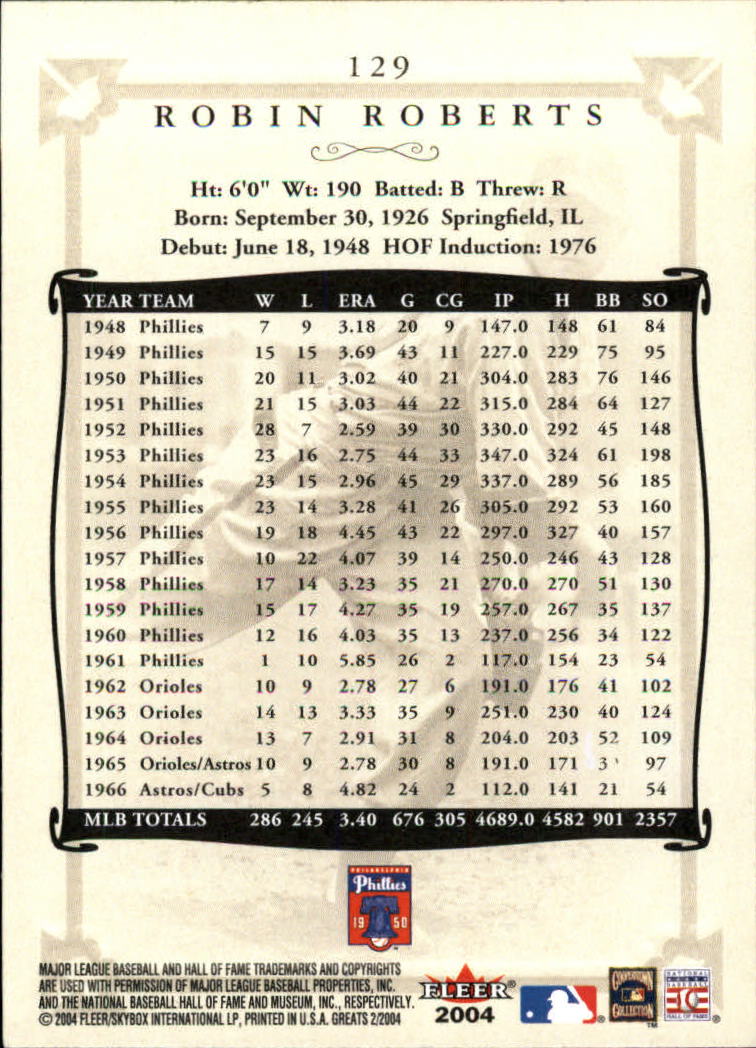 129
ROBIN ROBERTS
Ht: 6'0" Wt: 190 Batted: B Threw: R
Born: September 30, 1926 Springfield, IL
Debut: June 18, 1948 HOF Induction: 1976
YEAR TEAM W L ERA G CG IP H BB SO
1948 Phillies 7 9 3.18 20 9 147.0 148 61 84
1949 Phillies 15 15 3.69 43 11 227.0 229 75 95
1950 Phillies 20 11 3.02 40 21 304.0 283 76 146
1951 Phillies 21 15 3.03 44 22 315.0 284 64 127
1952 Phillies 28 7 2.59 39 30 330.0 292 45 148
1953 Phillies 23 16 2.75 44 33 347.0 324 61 198
1954 Phillies 23 15 2.96 45 29 337.0 289 56 185
1955 Phillies 23 14 3.28 41 26 305.0 292 53 160
1956 Phillies 19 18 4.45 43 22 297.0 327 40 157
1957 Phillies 10 22 4.07 39 14 250.0 246 43 128
1958 Phillies 17 14 3.23 35 21 270.0 270 51 130
1959 Phillies 15 17 4.27 35 19 257.0 267 35 137
1960 Phillies 12 16 4.03 35 13 237.0 256 34 122
1961 Phillies 1 10 5.85 26 2 117.0 154 23 54
1962 Orioles 10 9 2.78 27 6 191.0 176 41 102
1963 Orioles 14 13 3.33 35 9 251.0 230 40 124
1964 Orioles 13 7 2.91 31 8 204.0 203 52 109
1965 Orioles/Astros 10 9 2.78 30 8 191.0 171 97
1966 Astros/Cubs 5 8 4.82 24 2 112.0 141 21 54
MLB TOTALS 286 245 3.40 676 305 4689.0 4582 901 2357
PHILADELPHIA
Phillies
19 50
MAJOR LEAGUE BASEBALL AND HALL OF FAME TRADEMARKS AND COPYRIGHTS
ARE USED WITH PERMISSION OF MAJOR LEAGUE BASEBALL PROPERTIES, INC.
AND THE NATIONAL BASEBALL HALL OF FAME AND MUSEUM, INC., RESPECTIVELY.
© 2004 FLEER/SKYBOX INTERNATIONAL LP, PRINTED IN U.S.A. GREATS 2/2004
FLEER®
2004
COOPERSTOWN
COLLECTION
TM
NATIONAL
BASEBALL
HALL OF FAME